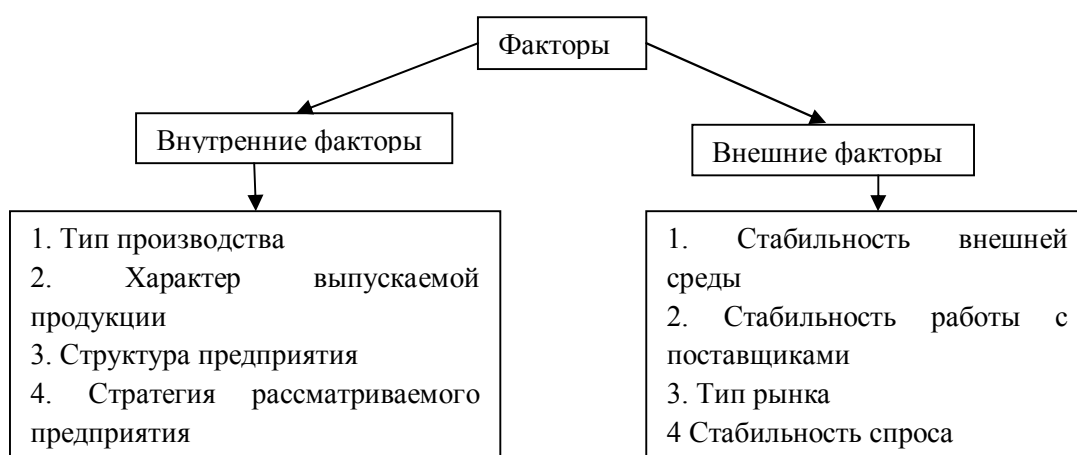 Факторы
Внутренние факторы
Внешние факторы
1. Тип производства
2. Характер выпускаемой
продукции
3. Структура предприятия
4. Стратегия рассматриваемого
предприятия
1. Стабильность внешней
среды
2. Стабильность работы с
поставщиками
3. Тип рынка
4 Стабильность спроса